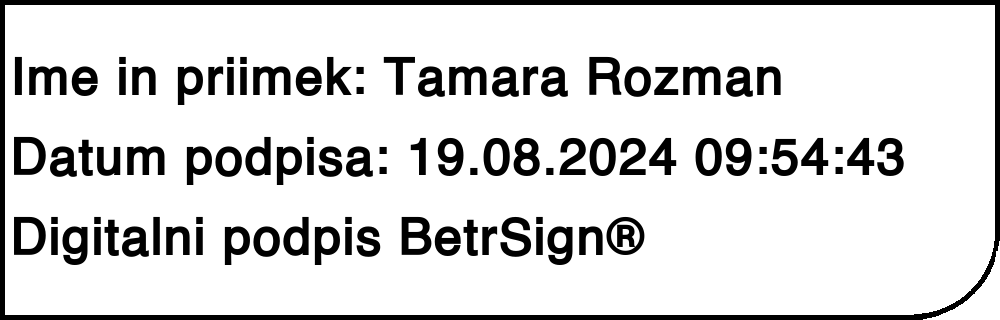 Ime in priimek: Tamara Rozman
Datum podpisa: 19.08.2024 09:54:43
Digitalni podpis BetrSign®